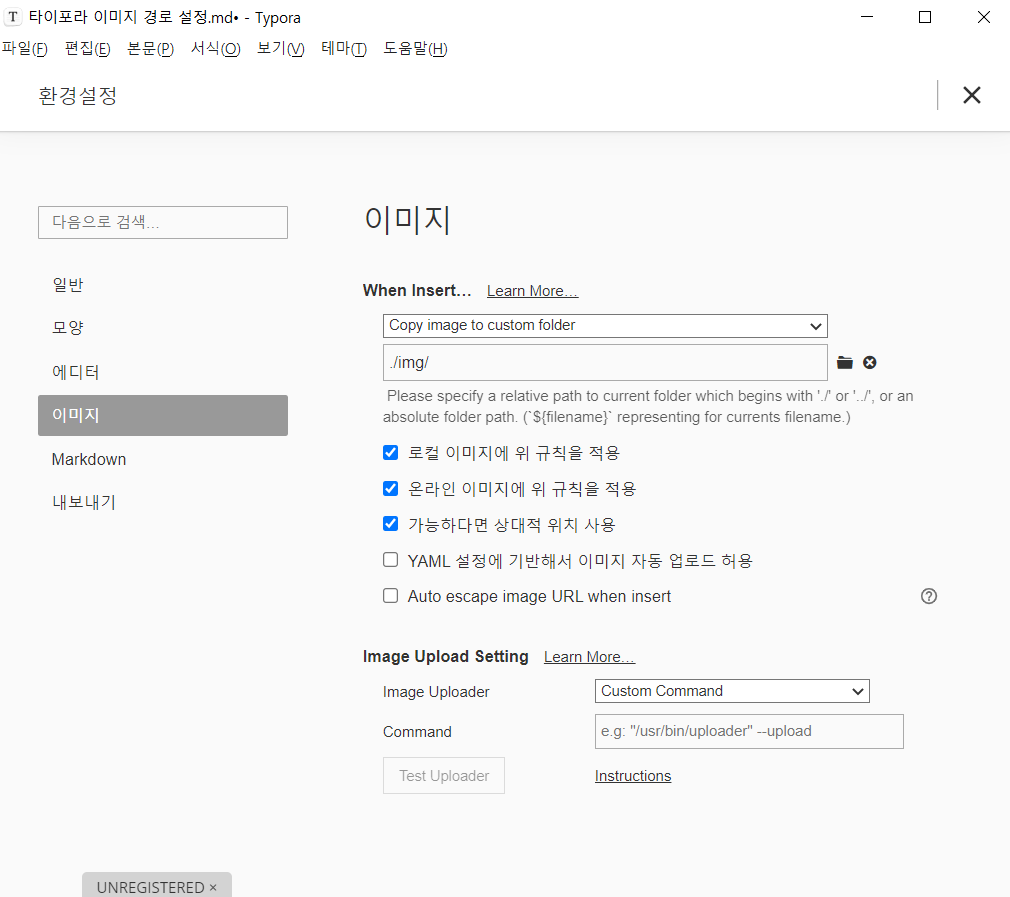 T 타이포라 이미지 경로 설정.md• - Typora
파일(F) 편집(E) 본문(P) 서식(O) 보기(V) 테마(T) 도움말(H)
환경설정
다음으로 검색...
일반
모양
에디터
이미지
Markdown
내보내기
이미지
When Insert... Learn More...
Copy image to custom folder
./img/
Please specify a relative path to current folder which begins with './' or '../', or an
absolute folder path. (`${filename}` representing for currents filename.)
로컬 이미지에 위 규칙을 적용
온라인 이미지에 위 규칙을 적용
가능하다면 상대적 위치 사용
YAML 설정에 기반해서 이미지 자동 업로드 허용
Auto escape image URL when insert
Image Upload Setting Learn More...
Image Uploader Custom Command
Command e.g: "/usr/bin/uploader" --upload
Test Uploader Instructions
UNREGISTERED ×